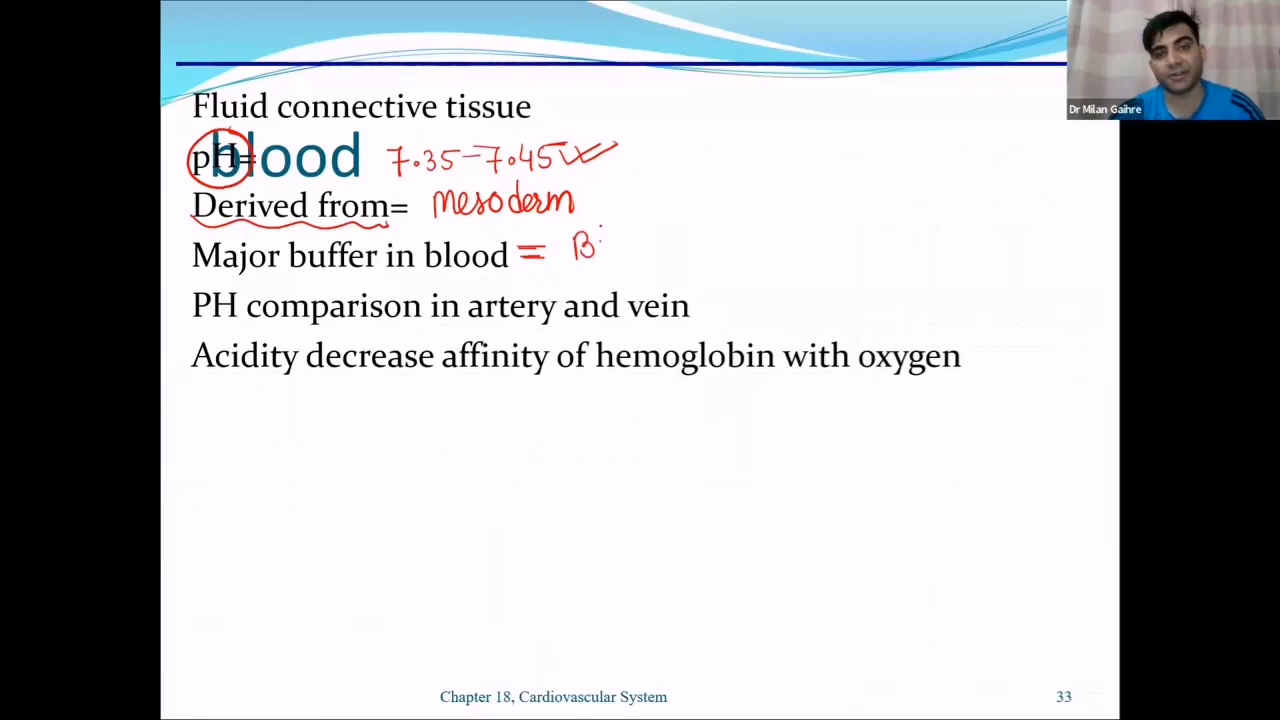 Dr Milan Gaihre
Fluid connective tissue
blood
pH= 7.35-7.45
Derived from= mesoderm
Major buffer in blood = Bi
PH comparison in artery and vein
Acidity decrease affinity of hemoglobin with oxygen
Chapter 18, Cardiovascular System
33